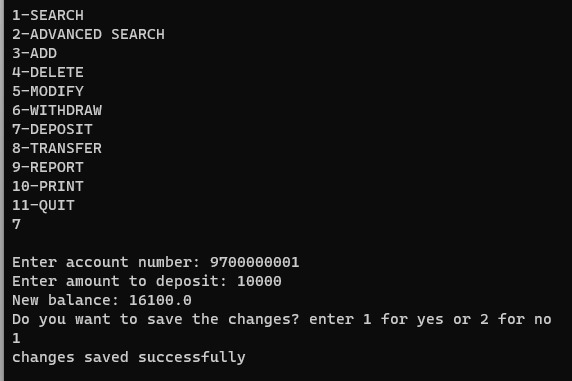 1-SEARCH
2-ADVANCED SEARCH
3-ADD
4-DELETE
5-MODIFY
6-WITHDRAW
7-DEPOSIT
8-TRANSFER
9-REPORT
10-PRINT
11-QUIT
7
Enter account number: 9700000001
Enter amount to deposit: 10000
New balance: 16100.0
Do you want to save the changes? enter 1 for yes or 2 for no
1
changes saved successfully